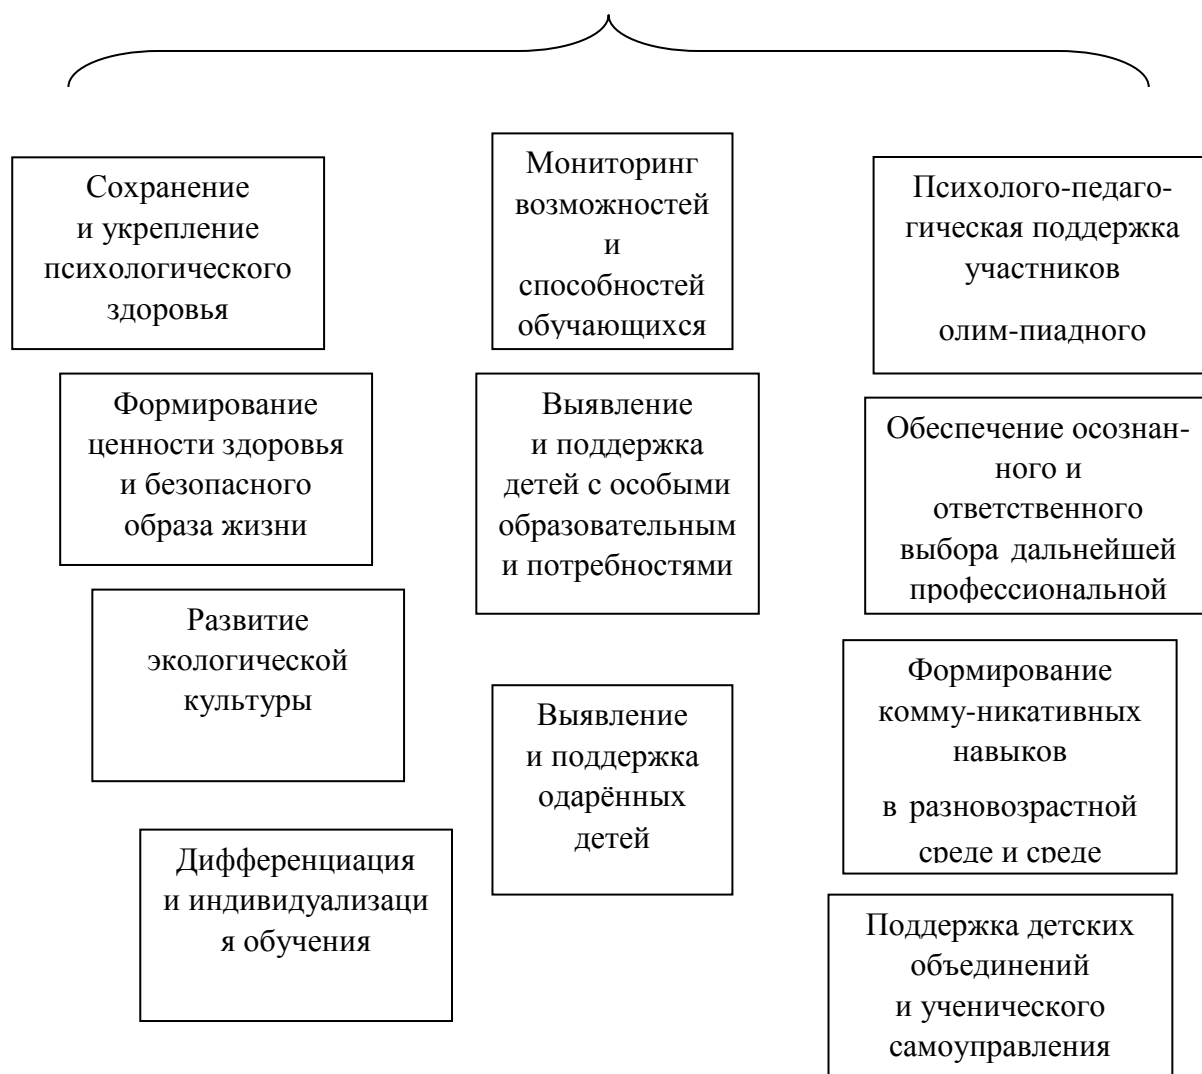 Сохранение
и укрепление
психологического
здоровья
Формирование
ценности здоровья
и безопасного
образа жизни
Развитие
экологической
культуры
Дифференциация
и индивидуализаци
я обучения
Мониторинг
возможностей
и
способностей
обучающихся
Выявление
и поддержка
детей с особыми
образовательным
и потребностями
Выявление
и поддержка
одарённых
детей
Психолого-педаго-
гическая поддержка
участников
олим-пиадного
Обеспечение осознан-
ного и
ответственного
выбора дальнейшей
профессиональной
Формирование
комму-никативных
навыков
в разновозрастной
среде и среде
Поддержка детских
объединений
и ученического
самоуправления